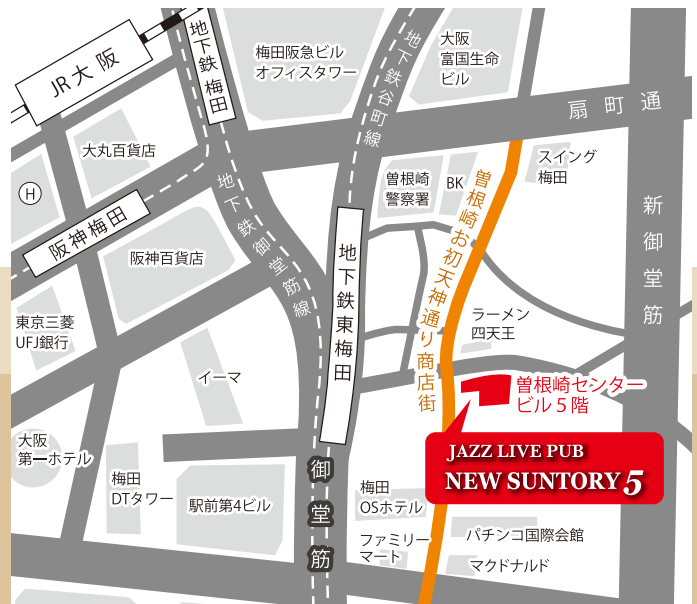 JR大阪
地下鉄 梅田
梅田阪急ビル
オフィスタワー
地下鉄谷町線
大阪
富国生命
ビル
扇町通
大丸百貨店
H
阪神梅田
阪神百貨店
地下鉄御堂筋線
曽根崎
警察署
BK
曽根崎お初天神通り商店街
スイング
梅田
新御堂筋
地下鉄東梅田
東京三菱
UFJ銀行
イーマ
ラーメン
四天王
曽根崎センター
ビル5階
JAZZ LIVE PUB
NEW SUNTORY 5
大阪
第一ホテル
梅田
DTタワー
駅前第4ビル
御堂筋
梅田
OSホテル
ファミリー
マート
パチンコ国際会館
マクドナルド